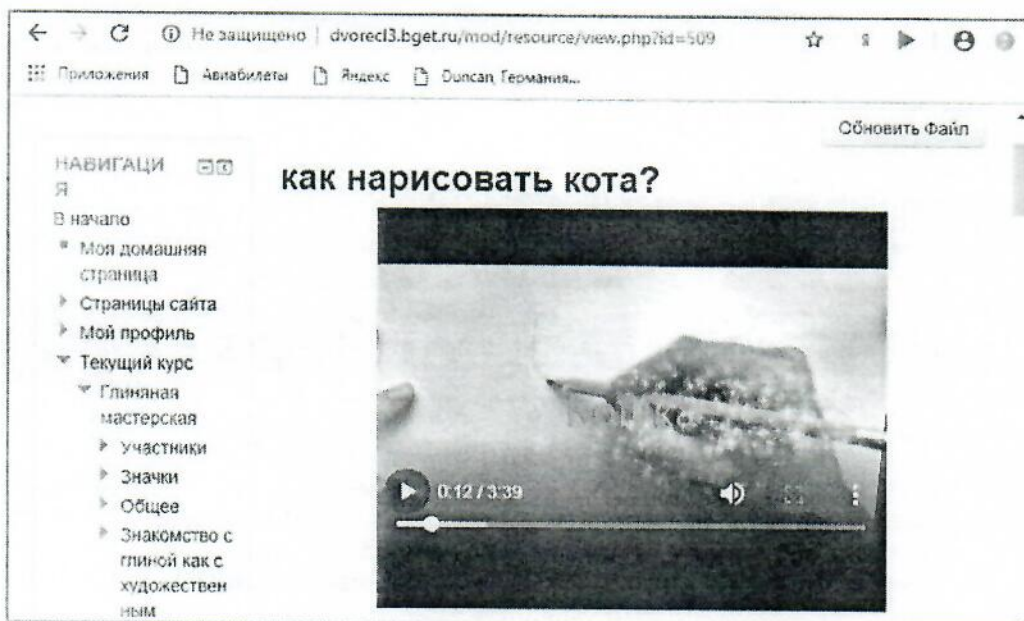 Не защищено | dvorecl3.bget.ru/mod/resource/view.php?id=509
Приложения Авиабилеты Яндекс Duncan, Германия...
Обновить Файл
НАВИГАЦИ
Я
В начало
Моя домашняя
страница
Страницы сайта
Мой профиль
Текущий курс
Глиняная
мастерская
Участники
Значки
Общее
Знакомство с
глиной как с
художествен
ным
как нарисовать кота?
0:12 / 3:39